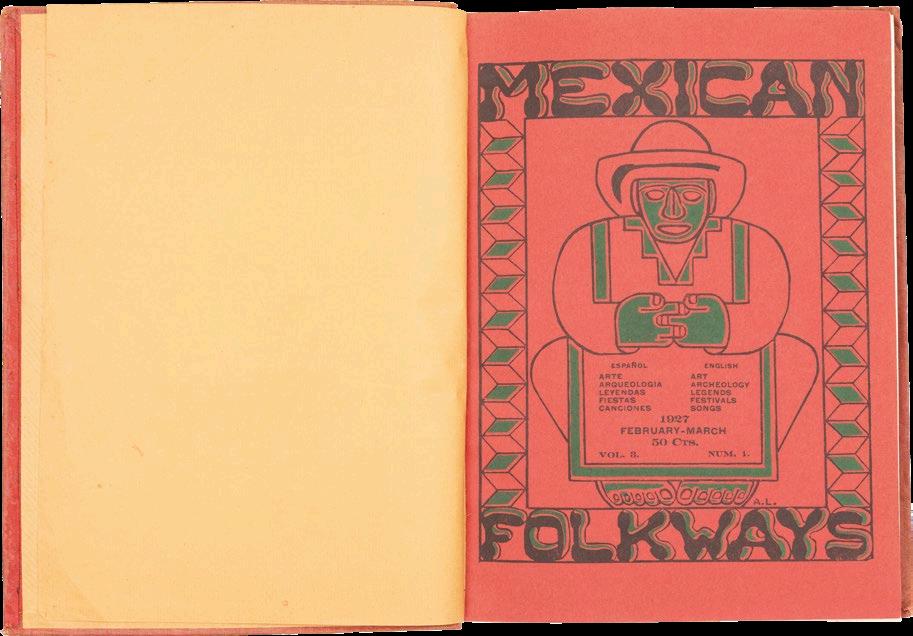 MEXICAN
ESPAÑOL ENGLISH
ARTE ART
ARQUEOLOGIA ARCHEOLOGY
LEYENDAS LEGENDS
FIESTAS FESTIVALS
CANCIONES SONGS
1927
FEBRUARY-MARCH
50 Cts.
VOL. 3. NUM. 1.
A.L.
FOLKWAYS